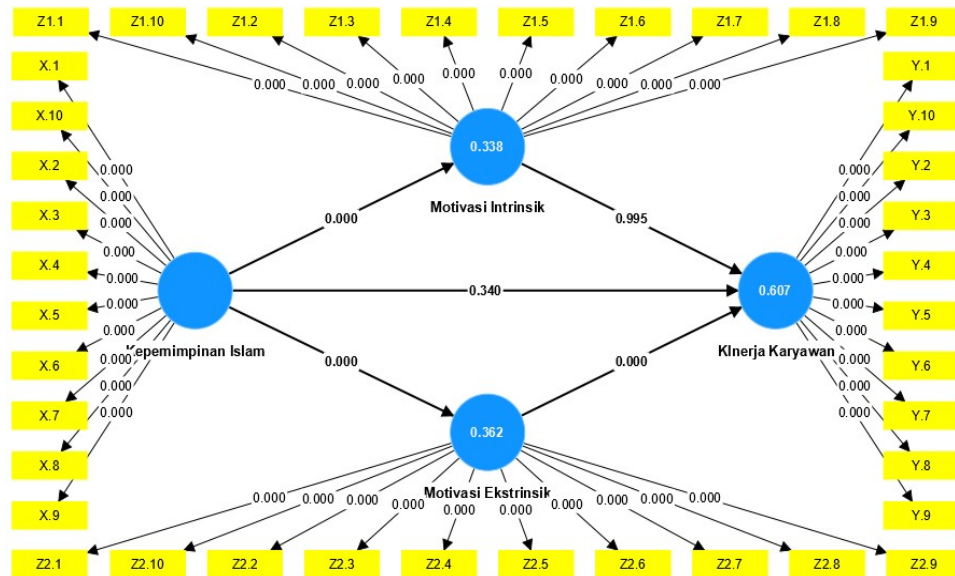 Z1.1 Z1.10 Z1.2 Z1.3 Z1.4 Z1.5 Z1.6 Z1.7 Z1.8 Z1.9
0.000 0.000 0.000 0.000 0.000 0.000 0.000 0.000 0.000 0.000
X.1
X.10
X.2
X.3
X.4
X.5
X.6
X.7
X.8
X.9
0.000
0.000
0.000
0.000
0.000
0.000
0.000
0.000
0.000
0.000
Kepemimpinan Islam
0.338
Motivasi Intrinsik
0.000
0.995
0.340
0.000
0.000
0.362
Motivasi Ekstrinsik
0.607
KInerja Karyawan
0.000
0.000
0.000
0.000
0.000
0.000
0.000
0.000
0.000
0.000
Y.1
Y.10
Y.2
Y.3
Y.4
Y.5
Y.6
Y.7
Y.8
Y.9
0.000 0.000 0.000 0.000 0.000 0.000 0.000 0.000 0.000 0.000
Z2.1 Z2.10 Z2.2 Z2.3 Z2.4 Z2.5 Z2.6 Z2.7 Z2.8 Z2.9